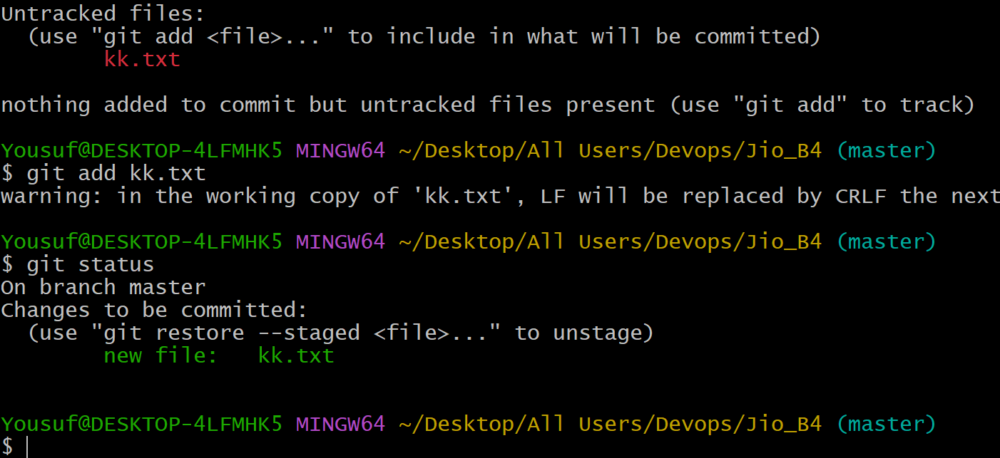 Untracked files:
  (use "git add <file>..." to include in what will be committed)
        kk.txt

nothing added to commit but untracked files present (use "git add" to track)

Yousuf@DESKTOP-4LFMHK5 MINGW64 ~/Desktop/All Users/Devops/Jio_B4 (master)
$ git add kk.txt
warning: in the working copy of 'kk.txt', LF will be replaced by CRLF the next

Yousuf@DESKTOP-4LFMHK5 MINGW64 ~/Desktop/All Users/Devops/Jio_B4 (master)
$ git status
On branch master
Changes to be committed:
  (use "git restore --staged <file>..." to unstage)
        new file:   kk.txt


Yousuf@DESKTOP-4LFMHK5 MINGW64 ~/Desktop/All Users/Devops/Jio_B4 (master)
$